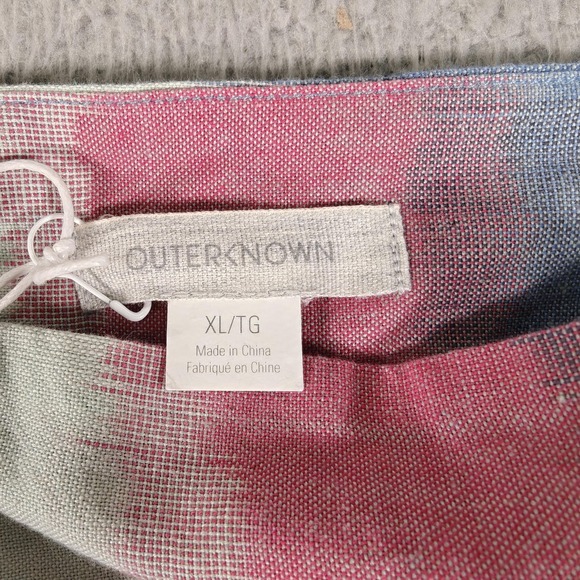 OUTERKNOWN
XL/TG
Made in China
Fabriqué en Chine